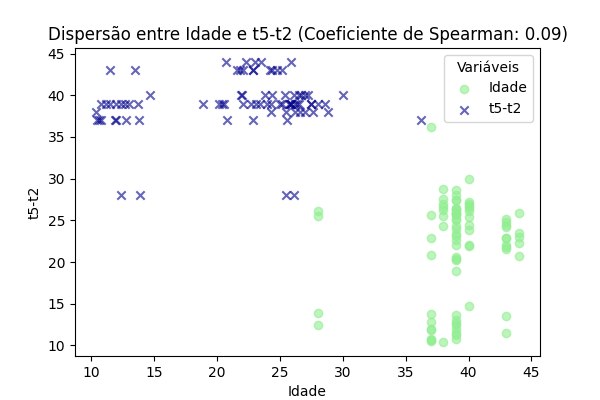 Dispersão entre Idade e t5-t2 (Coeficiente de Spearman: 0.09)
Variáveis
Idade
t5-t2
t5-t2
45
40
35
30
25
20
15
10
10 15 20 25 30 35 40 45
Idade